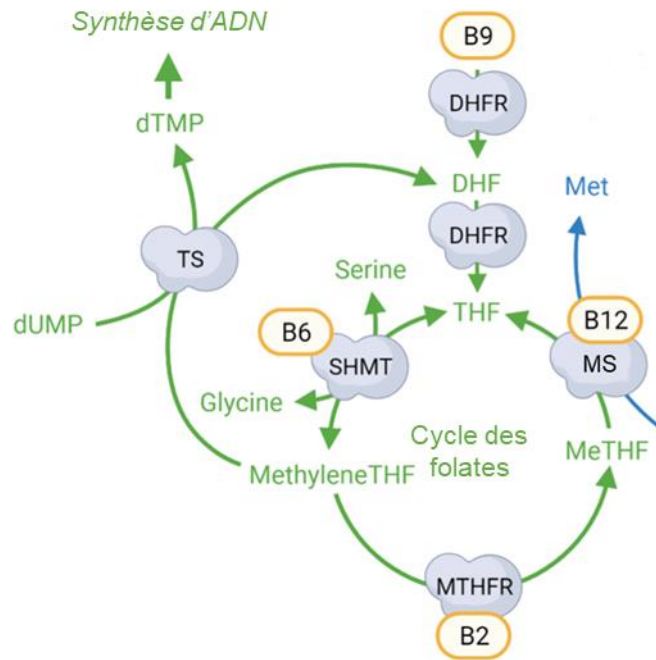 Synthèse d'ADN
B9
DHFR
dTMP
DHF
Met
DHFR
TS
Serine
THF
dUMP
B6
B12
SHMT
MS
Glycine
Cycle des
folates
MethyleneTHF
MeTHF
MTHFR
B2